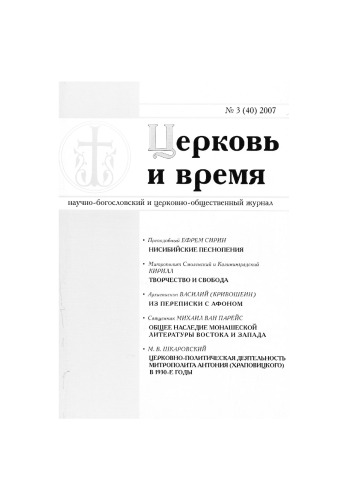 № 3 (40) 2007
Церковь
и время
научно-богословский и церковно-общественный журнал
• Преподобный ЕФРЕМ СИРИН
НИСИБИЙСКИЕ ПЕСНОПЕНИЯ
• Митрополит Смоленский и Калининградский
КИРИЛЛ
ТВОРЧЕСТВО И СВОБОДА
• Архиепископ ВАСИЛИЙ (КРИВОШЕИН)
ИЗ ПЕРЕПИСКИ С АФОНОМ
• Священник МИХАИЛ ВАН ПАРЕЙС
ОБЩЕЕ НАСЛЕДИЕ МОНАШЕСКОЙ
ЛИТЕРАТУРЫ ВОСТОКА И ЗАПАДА
• М. В. ШКАРОВСКИЙ
ЦЕРКОВНО-ПОЛИТИЧЕСКАЯ ДЕЯТЕЛЬНОСТЬ
МИТРОПОЛИТА АНТОНИЯ (ХРАПОВИЦКОГО)
В 1930-Е ГОДЫ